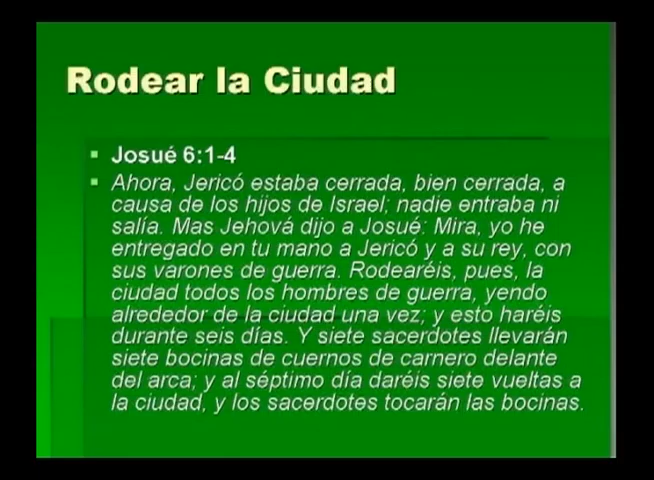 Rodear la Ciudad
Josué 6:1-4
Ahora, Jericó estaba cerrada, bien cerrada, a
causa de los hijos de Israel; nadie entraba ni
salía. Mas Jehová dijo a Josué: Mira, yo he
entregado en tu mano a Jericó y a su rey, con
sus varones de guerra. Rodearéis, pues, la
ciudad todos los hombres de guerra, yendo
alrededor de la ciudad una vez; y esto haréis
durante seis días. Y siete sacerdotes llevarán
siete bocinas de cuernos de carnero delante
del arca; y al séptimo día daréis siete vueltas a
la ciudad, y los sacerdotes tocarán las bocinas.